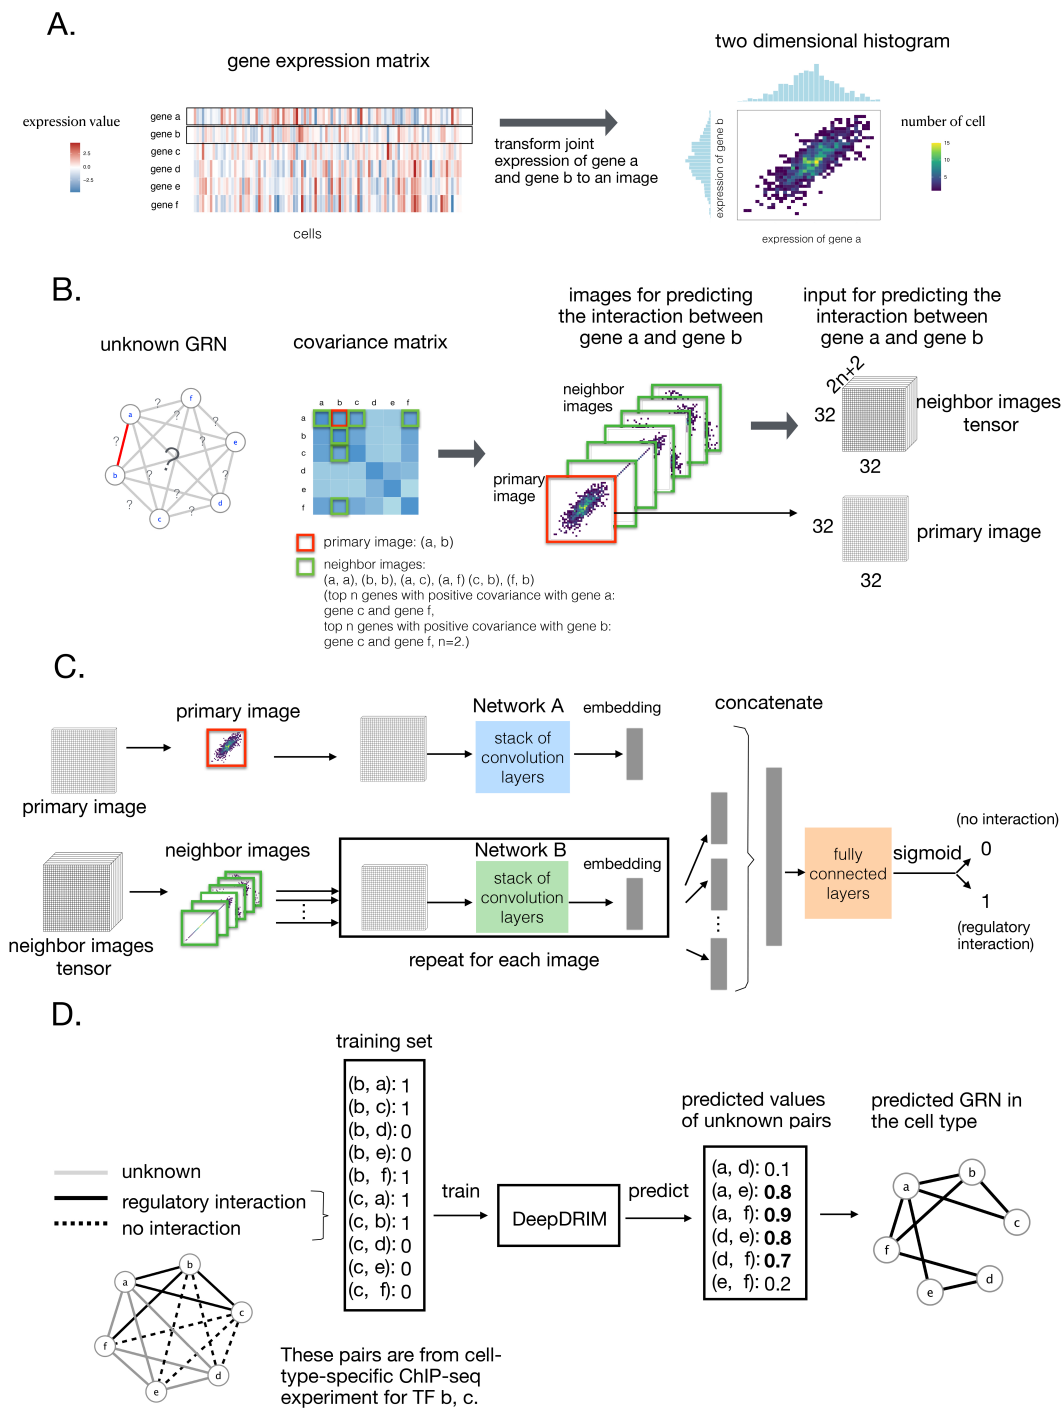 A.
gene expression matrix
two dimensional histogram
expression value
2.5
0.0
−2.5
gene a
gene b
gene c
gene d
gene e
gene f
cells
transform joint
expression of gene a
and gene b to an image
expression of gene b
expression of gene a
number of cell
15
10
5
B.
unknown GRN
a
f
e
d
c
b
?
?
?
?
?
?
?
?
?
covariance matrix
a b c d e f
a
b
c
d
e
f
primary image: (a, b)
neighbor images:
(a, a), (b, b), (a, c), (a, f) (c, b), (f, b)
(top n genes with positive covariance with gene a:
gene c and gene f,
top n genes with positive covariance with gene b:
gene c and gene f, n=2.)
images for predicting
the interaction between
gene a and gene b
neighbor
images
primary
image
input for predicting the
interaction between
gene a and gene b
2n+2
32
32
neighbor images
tensor
32
32
primary image
C.
primary image
primary image
Network A
stack of
convolution
layers
embedding
concatenate
neighbor images
tensor
neighbor images
Network B
stack of
convolution
layers
embedding
repeat for each image
fully
connected
layers
sigmoid
(no interaction)
0
1
(regulatory
interaction)
D.
training set
(b, a): 1
(b, c): 1
(b, d): 0
(b, e): 0
(b, f): 1
(c, a): 1
(c, b): 1
(c, d): 0
(c, e): 0
(c, f): 0
unknown
regulatory interaction
no interaction
a
b
c
d
e
f
These pairs are from cell-
type-specific ChIP-seq
experiment for TF b, c.
train
DeepDRIM
predict
predicted values
of unknown pairs
(a, d): 0.1
(a, e): 0.8
(a, f): 0.9
(d, e): 0.8
(d, f): 0.7
(e, f): 0.2
predicted GRN in
the cell type
a
b
c
d
e
f